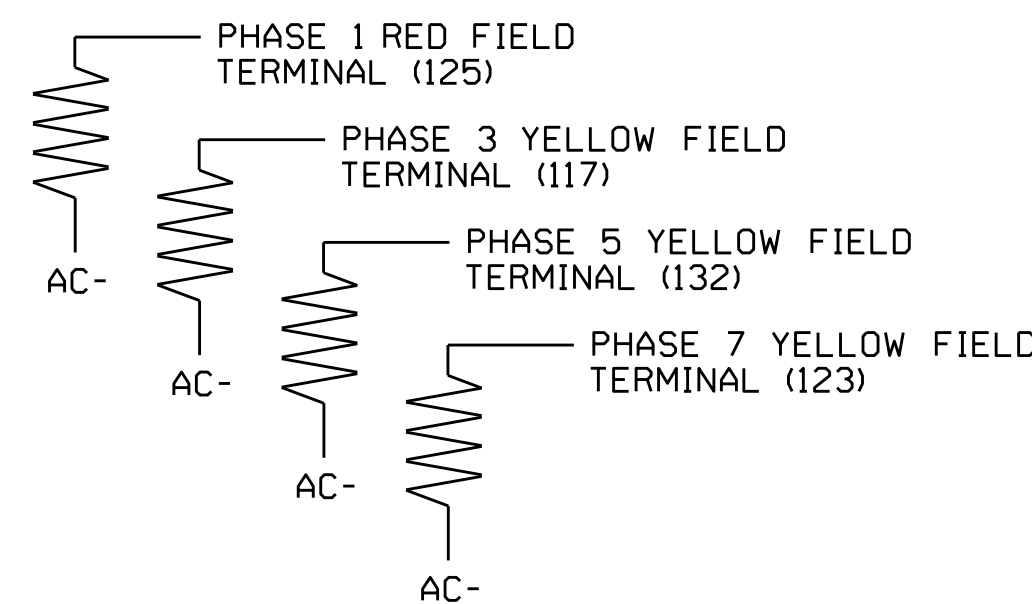 PHASE 1 RED FIELD
TERMINAL (125)
AC-
PHASE 3 YELLOW FIELD
TERMINAL (117)
AC-
PHASE 5 YELLOW FIELD
TERMINAL (132)
AC-
PHASE 7 YELLOW FIELD
TERMINAL (123)
AC-